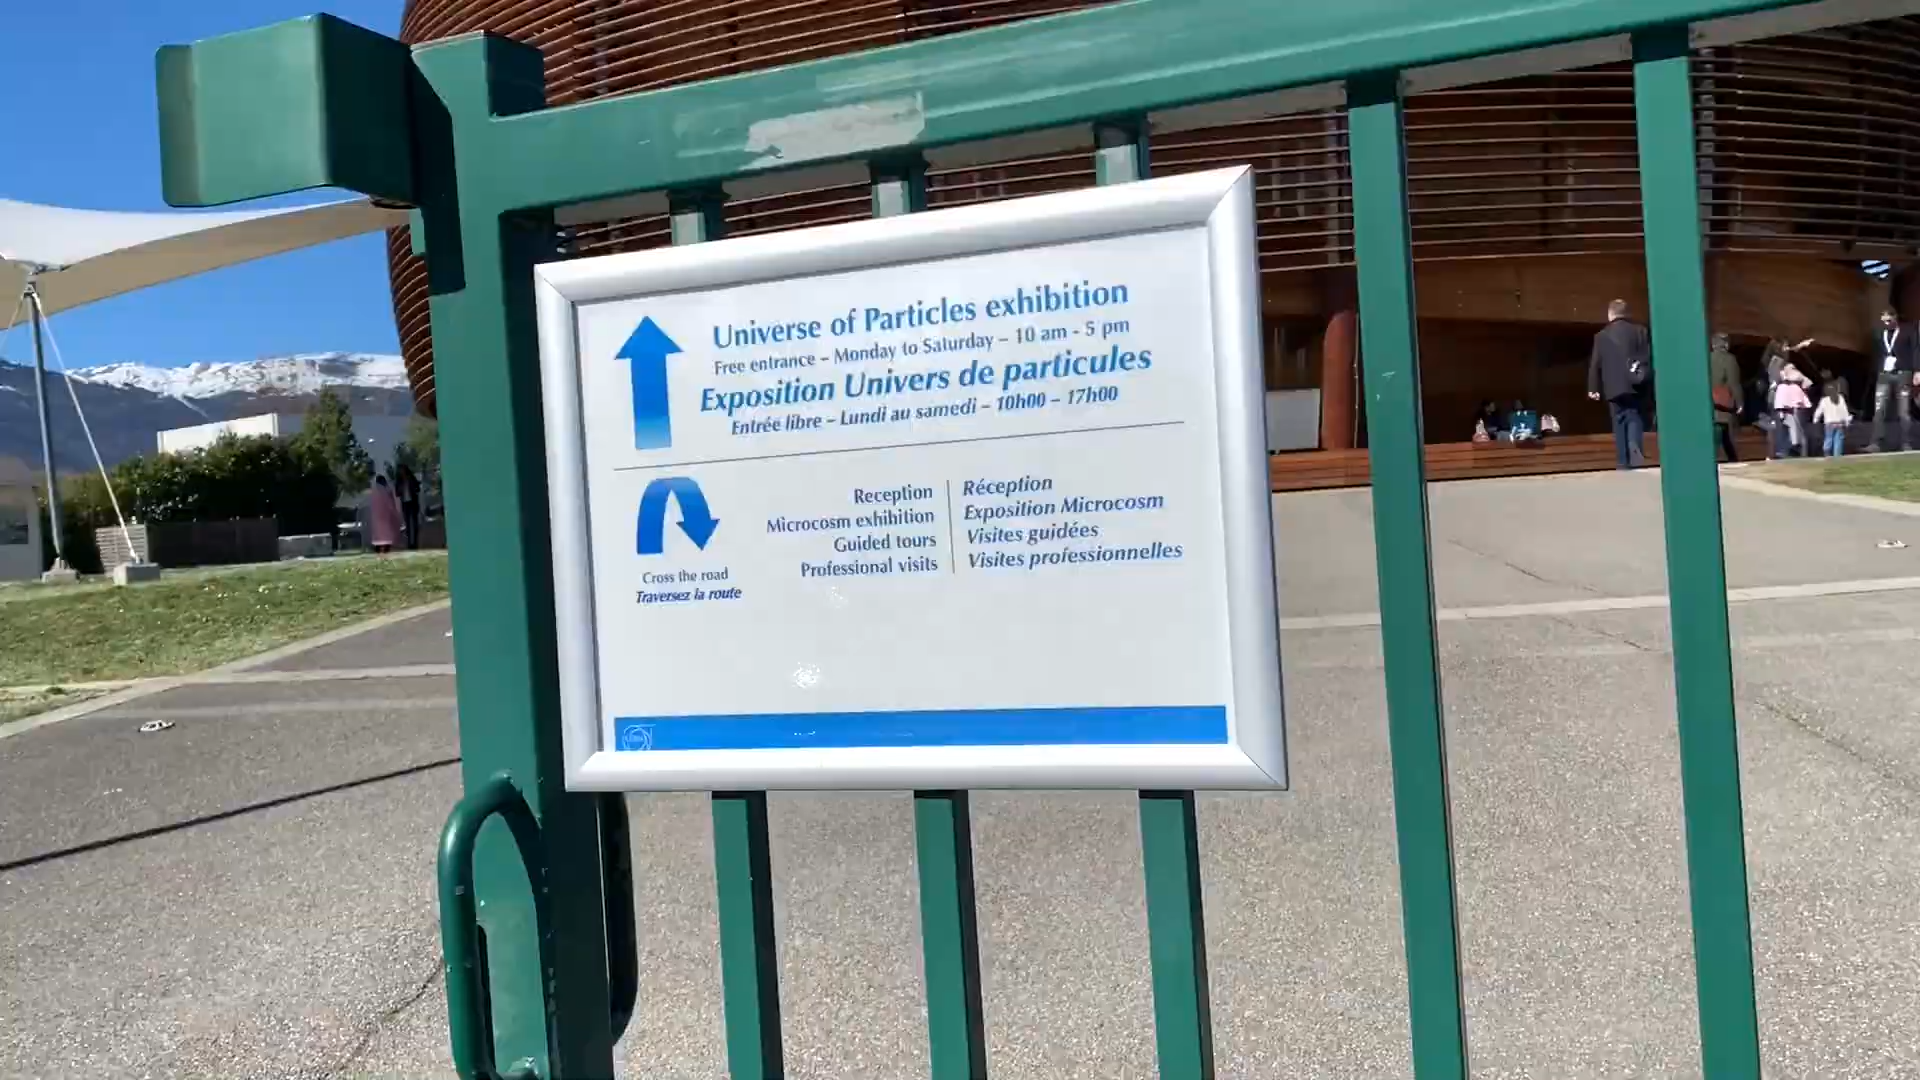 Universe of Particles exhibition
Free entrance – Monday to Saturday – 10 am - 5 pm
Exposition Univers de particules
Entrée libre – Lundi au samedi – 10h00 – 17h00
Cross the road
Traversez la route
Reception
Microcosm exhibition
Guided tours
Professional visits
Réception
Exposition Microcosm
Visites guidées
Visites professionnelles